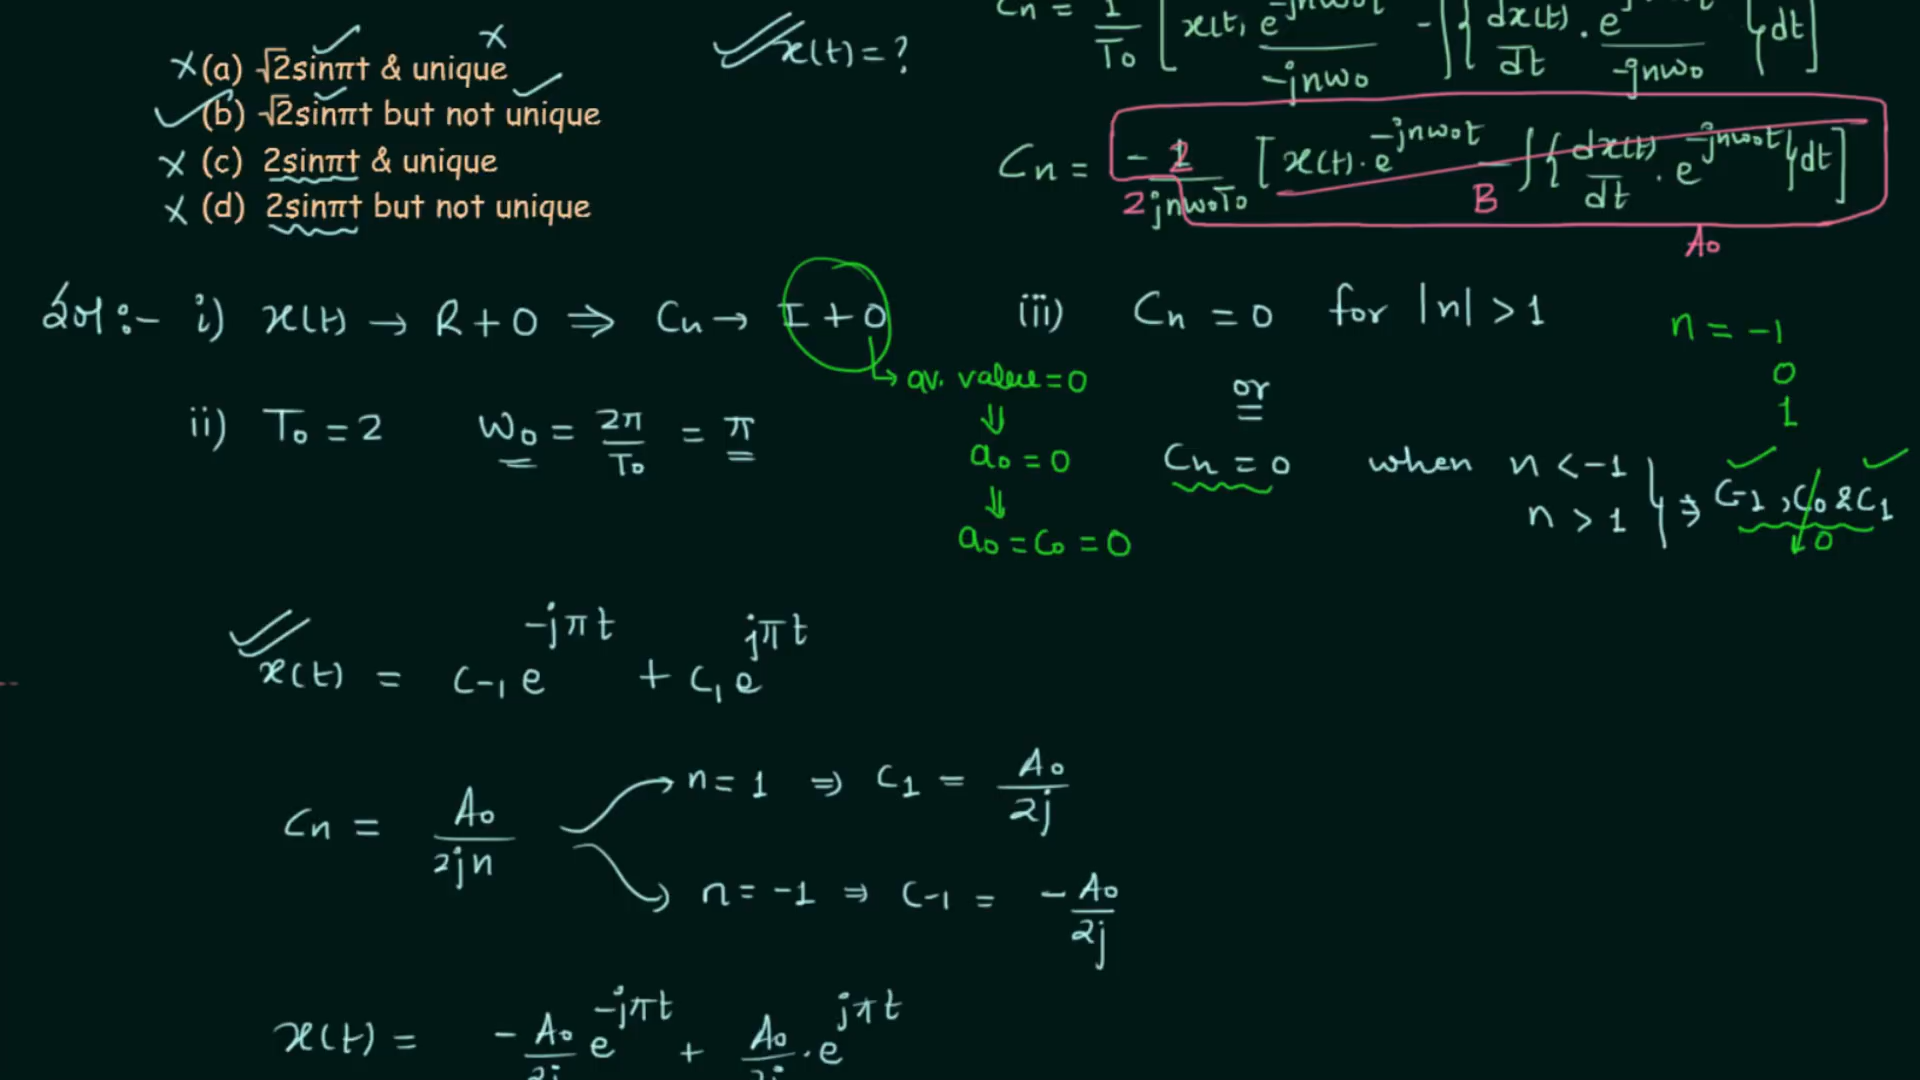 (a) √2sinπt & unique
(b) √2sinπt but not unique
(c) 2sinπt & unique
(d) 2sinπt but not unique
x(t) = ?
Cn = 1/T₀ [ x(t) · e^-jnω₀t / -jnω₀ - ∫{ dx(t)/dt · e / -jnω₀ } dt ]
Cn = -2 / 2jnω₀T₀ [ x(t) · e^-jnω₀t - ∫{ dx(t)/dt · e^-jnω₀t } dt ]
B
A₀
Sol :- i) x(t) → R + O ⇒ Cn → I + O
→ av. value = 0
⇓
a₀ = 0
⇓
a₀ = C₀ = 0
ii) T₀ = 2 ω₀ = 2π/T₀ = π
iii) Cn = 0 for |n| > 1
n = -1
0
1
or
Cn = 0 when n < -1
n > 1 } ⇒ C-1 , C₀ & C₁
0
x(t) = C-1 e^-jπt + C₁ e^jπt
Cn = A₀/2jn
n = 1 ⇒ C₁ = A₀/2j
n = -1 ⇒ C-1 = -A₀/2j
x(t) = -A₀/2j e^-jπt + A₀/2j · e^jπt